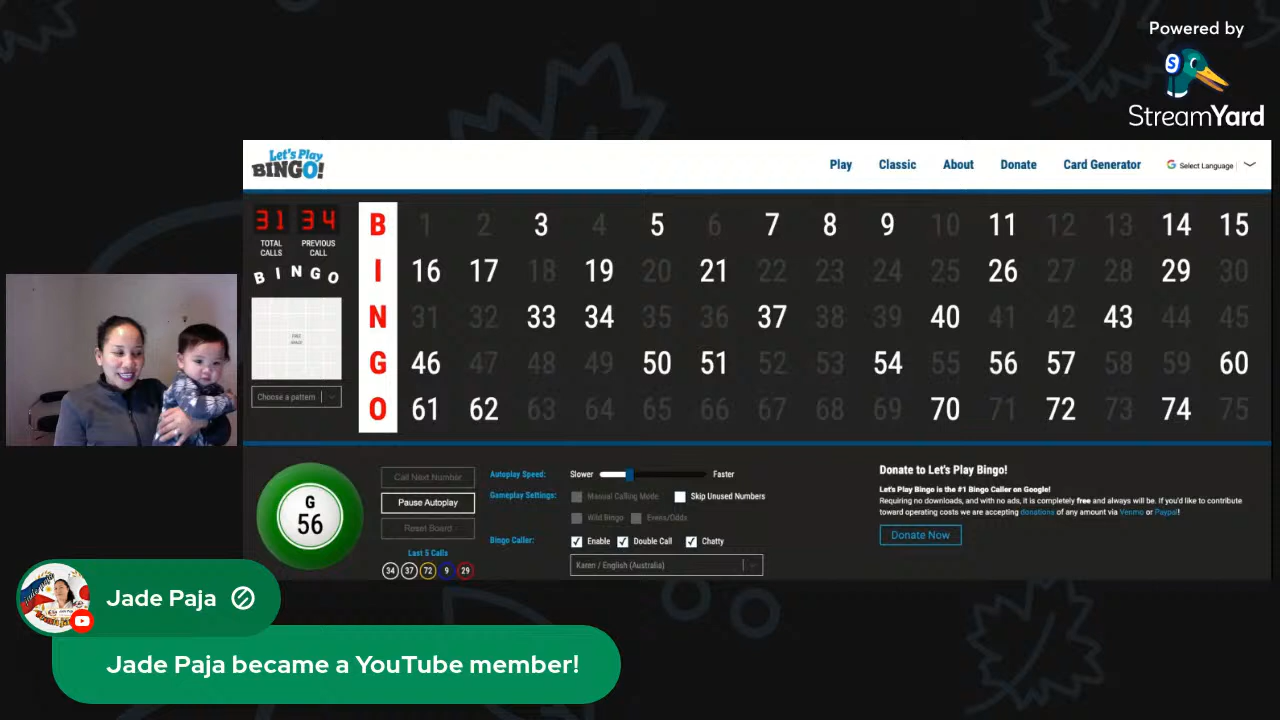 Powered by
S
StreamYard
Let's Play
BINGO!
Play Classic About Donate Card Generator G Select Language
31 34
TOTAL CALLS PREVIOUS CALL
BINGO
FREE SPACE
Choose a pattern
B 1 2 3 4 5 6 7 8 9 10 11 12 13 14 15
I 16 17 18 19 20 21 22 23 24 25 26 27 28 29 30
N 31 32 33 34 35 36 37 38 39 40 41 42 43 44 45
G 46 47 48 49 50 51 52 53 54 55 56 57 58 59 60
O 61 62 63 64 65 66 67 68 69 70 71 72 73 74 75
G
56
Call Next Number
Pause Autoplay
Reset Board
Last 5 Calls
34 37 72 9 29
Autoplay Speed: Slower Faster
Gameplay Settings: Manual Calling Mode Skip Unused Numbers
Wild Bingo Evens/Odds
Bingo Caller: Enable Double Call Chatty
Karen / English (Australia)
Donate to Let's Play Bingo!
Let's Play Bingo is the #1 Bingo Caller on Google!
Requiring no downloads, and with no ads, it is completely free and always will be. If you'd like to contribute
toward operating costs we are accepting donations of any amount via Venmo or Paypal!
Donate Now
Jade Paja
Jade Paja became a YouTube member!